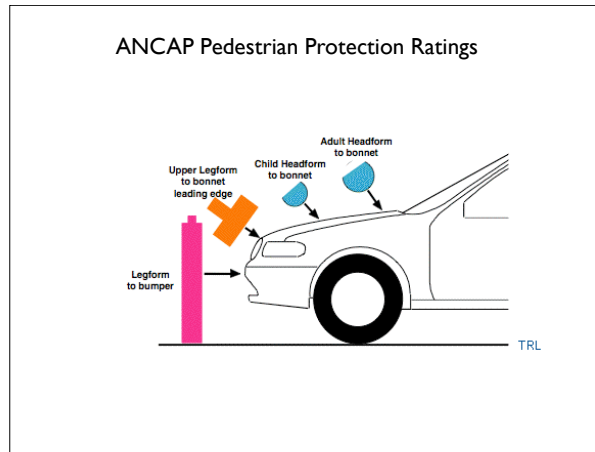 ANCAP Pedestrian Protection Ratings
Adult Headform
to bonnet
Child Headform
to bonnet
Upper Legform
to bonnet
leading edge
Legform
to bumper
TRL